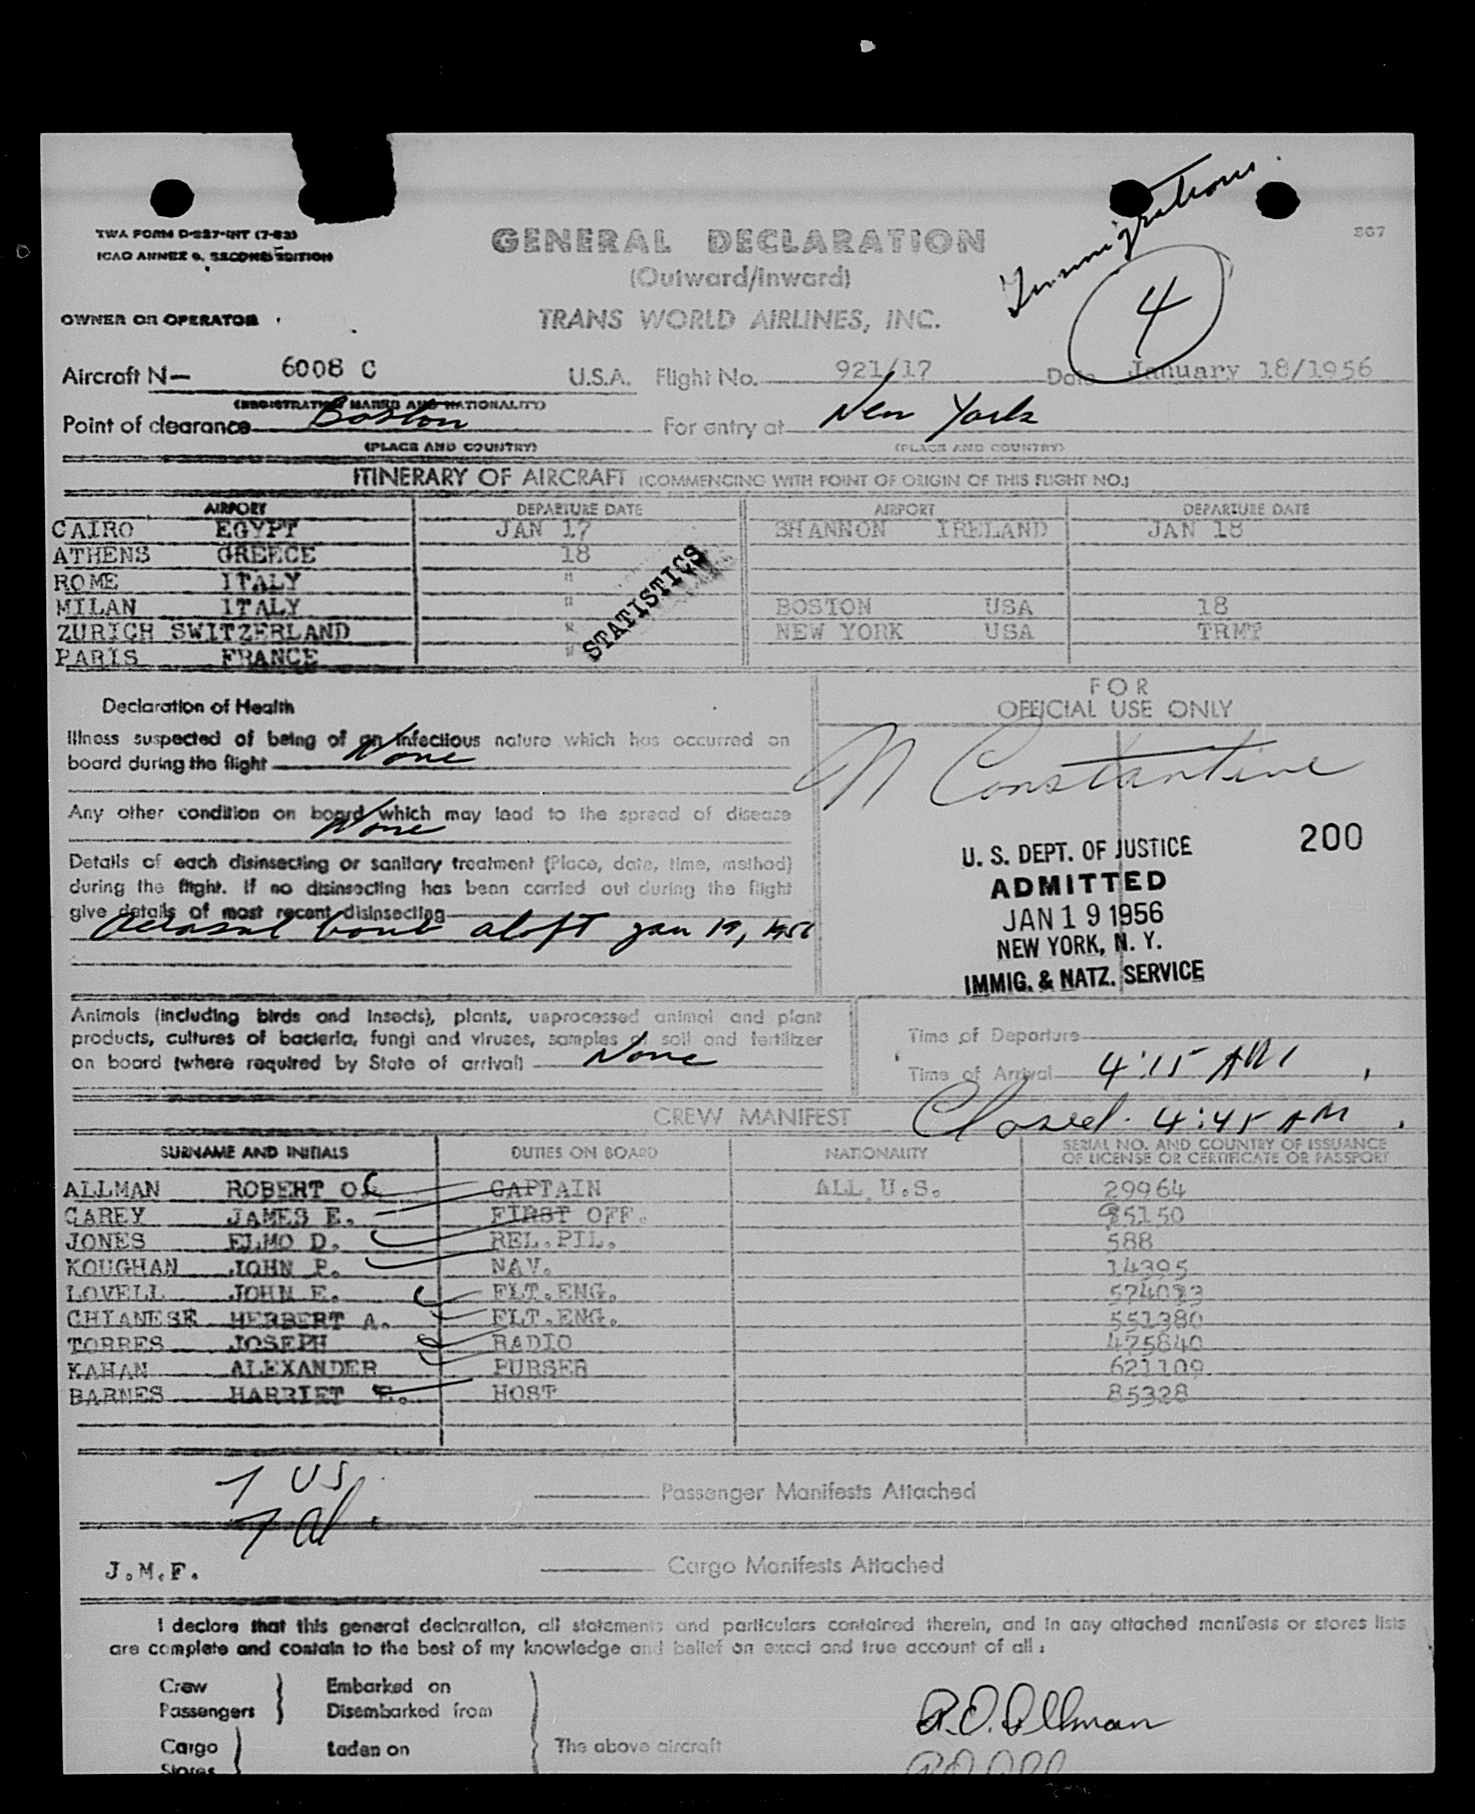 Immigration
4
867
TWA FORM D-227-INT (7-53)
ICAO ANNEX 9, SECOND EDITION
GENERAL DECLARATION
(Outward/Inward)
OWNER OR OPERATOR TRANS WORLD AIRLINES, INC.
Aircraft N— 6008 C U.S.A. Flight No. 921/17 Date January 18/1956
(REGISTRATION MARKS AND NATIONALITY)
Point of clearance Boston For entry at New York
(PLACE AND COUNTRY) (PLACE AND COUNTRY)
ITINERARY OF AIRCRAFT (COMMENCING WITH POINT OF ORIGIN OF THIS FLIGHT NO.)
AIRPORT DEPARTURE DATE AIRPORT DEPARTURE DATE
CAIRO EGYPT JAN 17 SHANNON IRELAND JAN 18
ATHENS GREECE 18
ROME ITALY "
MILAN ITALY " BOSTON USA 18
ZURICH SWITZERLAND " NEW YORK USA TRMT
PARIS FRANCE "
STATISTICS
Declaration of Health
Illness suspected of being of an infectious nature which has occurred on
board during the flight None
Any other condition on board which may lead to the spread of disease
None
Details of each disinsecting or sanitary treatment (Place, date, time, method)
during the flight. If no disinsecting has been carried out during the flight
give details of most recent disinsecting
Aerosol bomb aloft Jan 19, 1956
FOR
OFFICIAL USE ONLY
N Constantine
200
U. S. DEPT. OF JUSTICE
ADMITTED
JAN 19 1956
NEW YORK, N. Y.
IMMIG. & NATZ. SERVICE
Animals (including birds and insects), plants, unprocessed animal and plant
products, cultures of bacteria, fungi and viruses, samples of soil and fertilizer
on board (where required by State of arrival) None
Time of Departure
Time of Arrival 4:15 AM
Closed 4:45 AM
CREW MANIFEST
SURNAME AND INITIALS DUTIES ON BOARD NATIONALITY SERIAL NO. AND COUNTRY OF ISSUANCE
OF LICENSE OR CERTIFICATE OR PASSPORT
ALLMAN ROBERT O. CAPTAIN ALL U.S. 29964
CAREY JAMES E. FIRST OFF. 95150
JONES ELMO D. REL.PIL. 588
KOUGHAN JOHN P. NAV. 14395
LOVELL JOHN E. FLT.ENG.
CHIANESE HERBERT A. FLT.ENG. 551380
TORRES JOSEPH RADIO 475840
KAHAN ALEXANDER PURSER 621109
BARNES HARRIET E. HOST 85328
7 US
7 al.
Passenger Manifests Attached
J.M.F.
Cargo Manifests Attached
I declare that this general declaration, all statements and particulars contained therein, and in any attached manifests or stores lists
are complete and contain to the best of my knowledge and belief an exact and true account of all:
Crew
Passengers
Embarked on
Disembarked from
Cargo
Stores
Laden on
The above aircraft
R.O. Allman